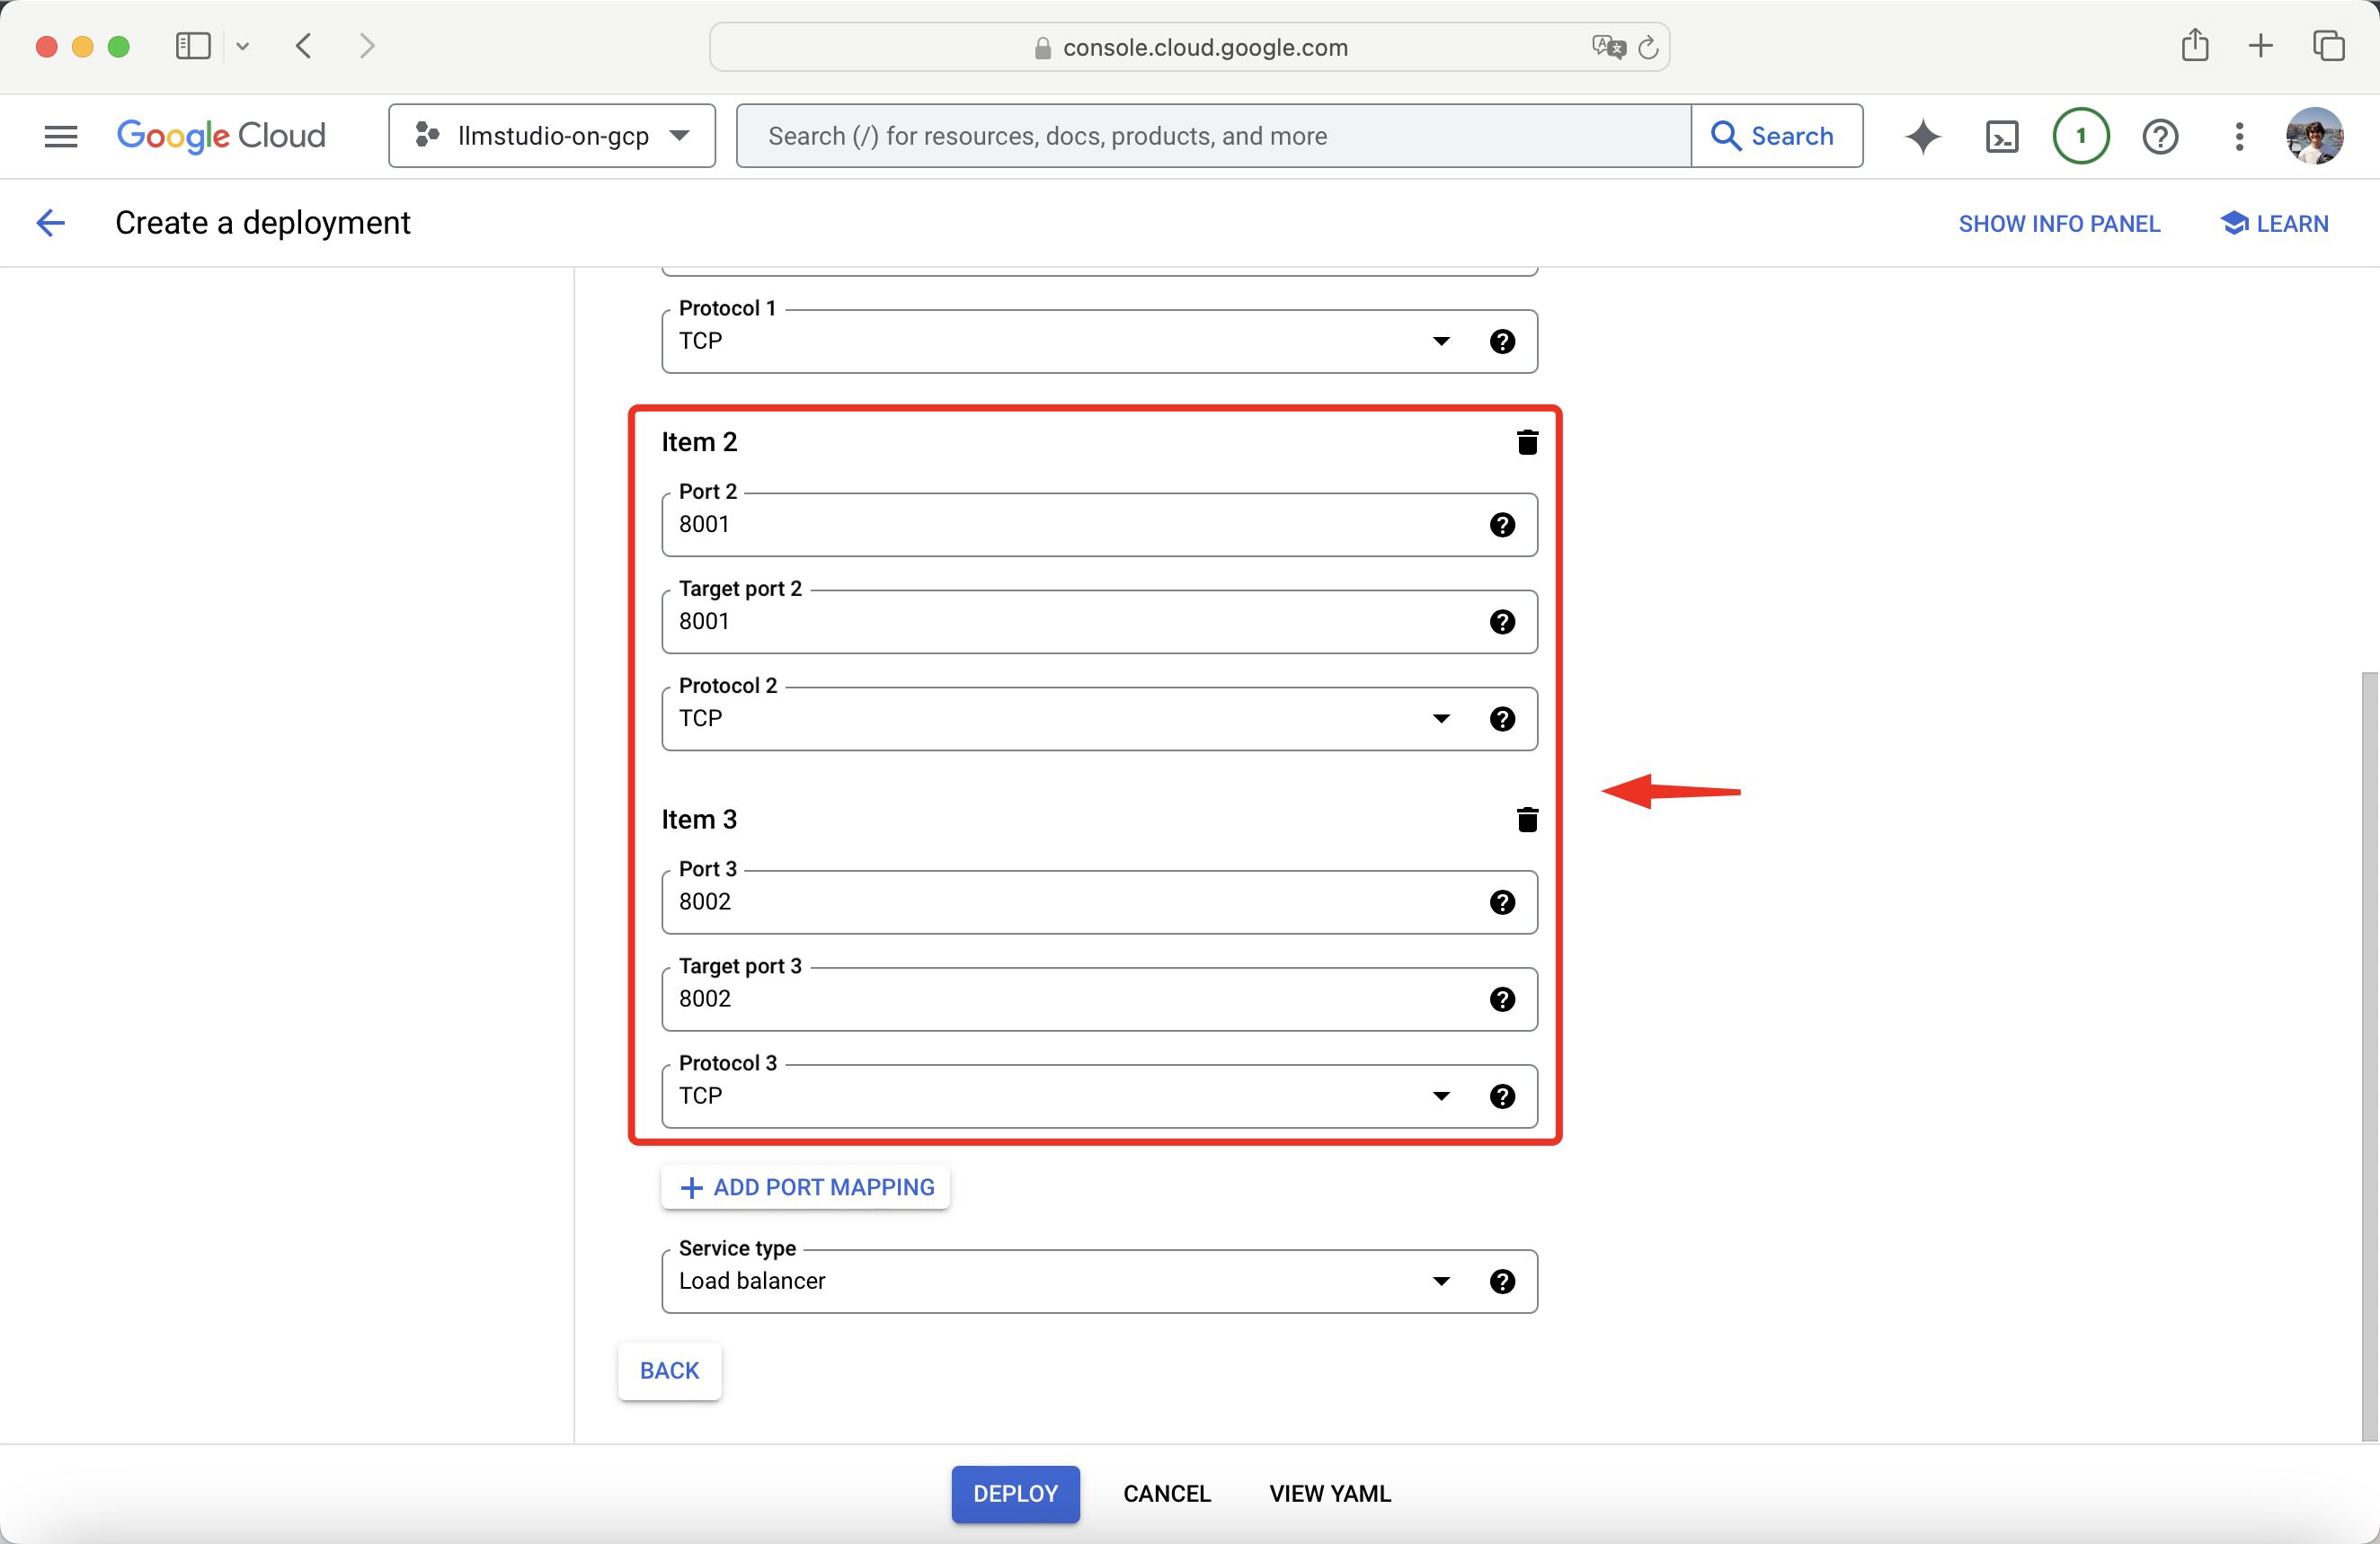 console.cloud.google.com
Google Cloud
llmstudio-on-gcp
Search (/) for resources, docs, products, and more
Search
1
Create a deployment
SHOW INFO PANEL
LEARN
Protocol 1
TCP
Item 2
Port 2
8001
Target port 2
8001
Protocol 2
TCP
Item 3
Port 3
8002
Target port 3
8002
Protocol 3
TCP
ADD PORT MAPPING
Service type
Load balancer
BACK
DEPLOY
CANCEL
VIEW YAML